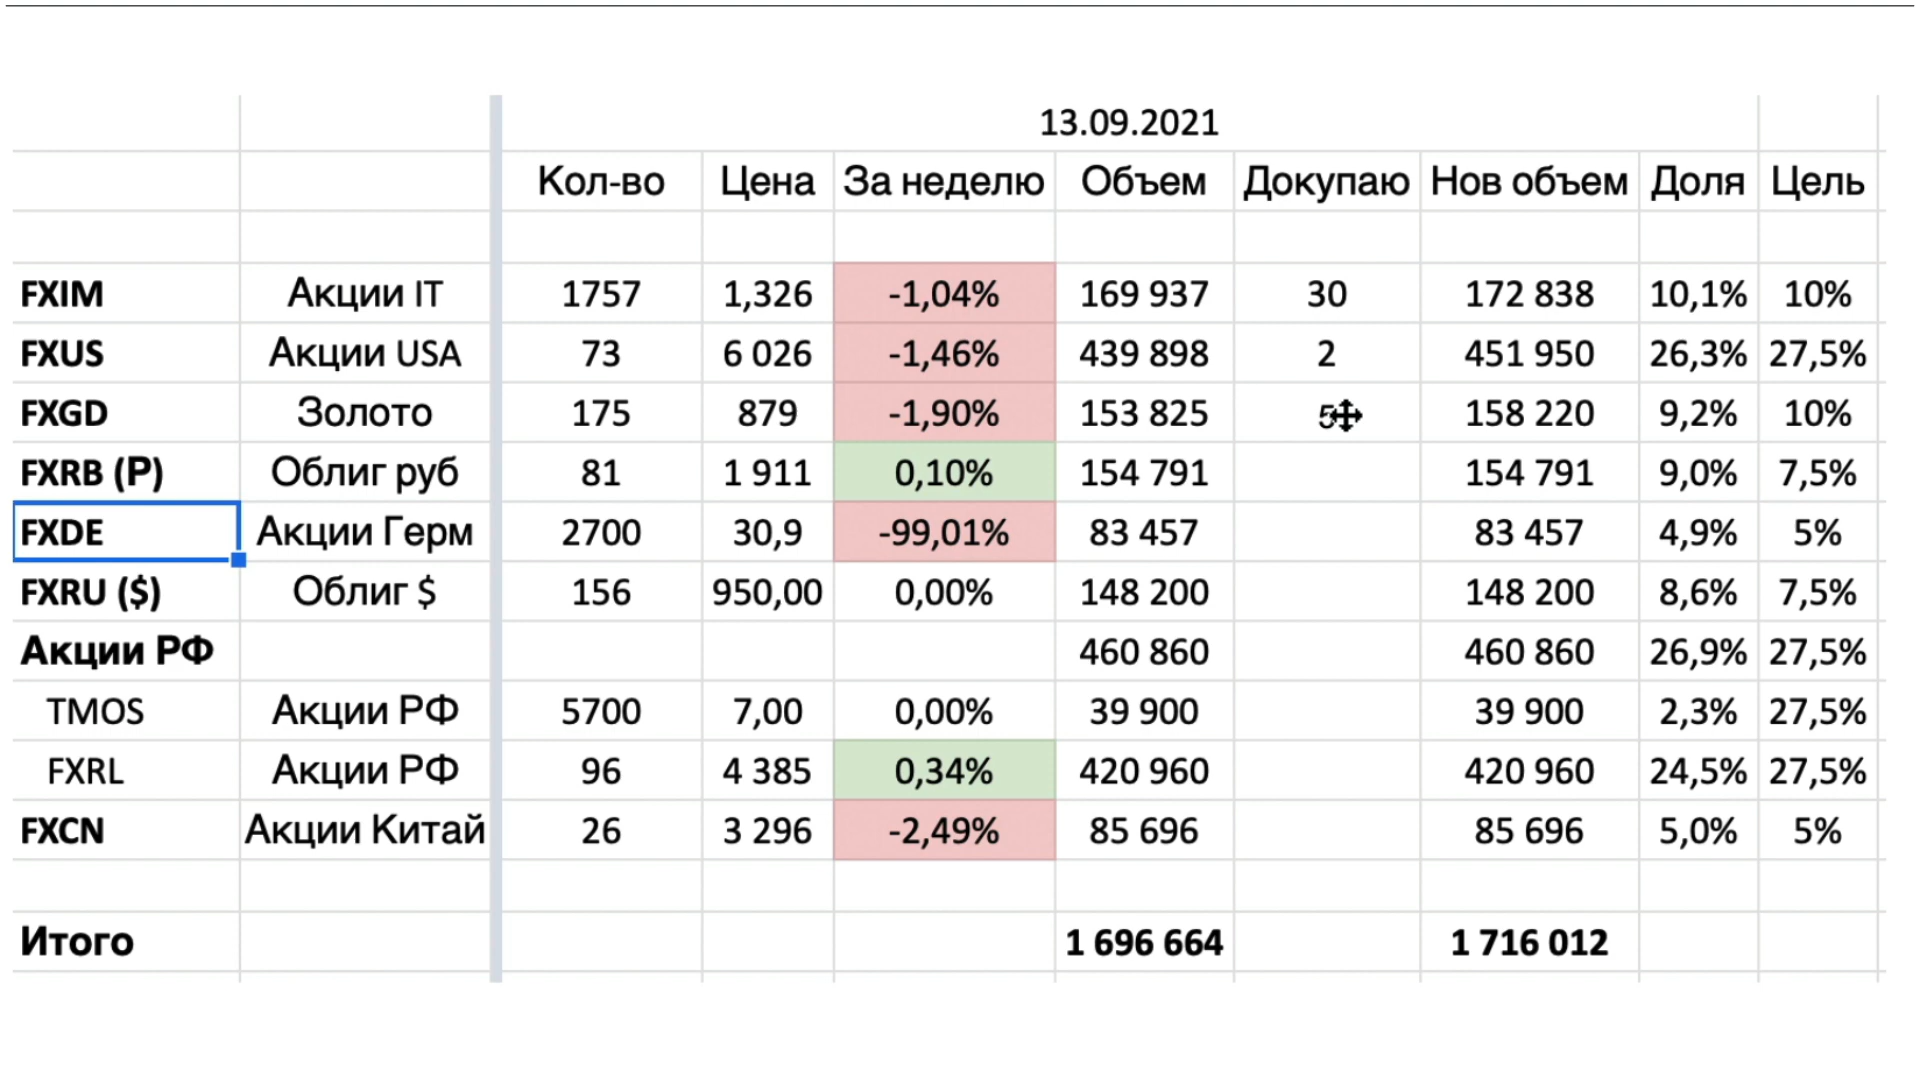 13.09.2021
Кол-во Цена За неделю Объем Докупаю Нов объем Доля Цель
FXIM Акции IT 1757 1,326 -1,04% 169 937 30 172 838 10,1% 10%
FXUS Акции USA 73 6 026 -1,46% 439 898 2 451 950 26,3% 27,5%
FXGD Золото 175 879 -1,90% 153 825 5 158 220 9,2% 10%
FXRB (Р) Облиг руб 81 1 911 0,10% 154 791 154 791 9,0% 7,5%
FXDE Акции Герм 2700 30,9 -99,01% 83 457 83 457 4,9% 5%
FXRU ($) Облиг $ 156 950,00 0,00% 148 200 148 200 8,6% 7,5%
Акции РФ 460 860 460 860 26,9% 27,5%
TMOS Акции РФ 5700 7,00 0,00% 39 900 39 900 2,3% 27,5%
FXRL Акции РФ 96 4 385 0,34% 420 960 420 960 24,5% 27,5%
FXCN Акции Китай 26 3 296 -2,49% 85 696 85 696 5,0% 5%
Итого 1 696 664 1 716 012